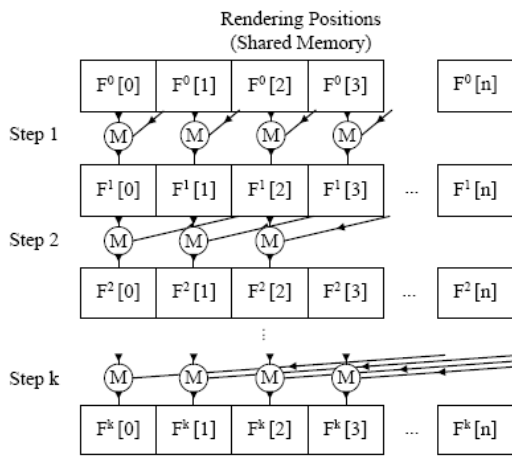 Rendering Positions
(Shared Memory)
F⁰[0] F⁰[1] F⁰[2] F⁰[3] F⁰[n]
Step 1 M M M M
F¹[0] F¹[1] F¹[2] F¹[3] ... F¹[n]
Step 2 M M M
F²[0] F²[1] F²[2] F²[3] ... F²[n]
⋮
Step k M M M M
Fᵏ[0] Fᵏ[1] Fᵏ[2] Fᵏ[3] ... Fᵏ[n]